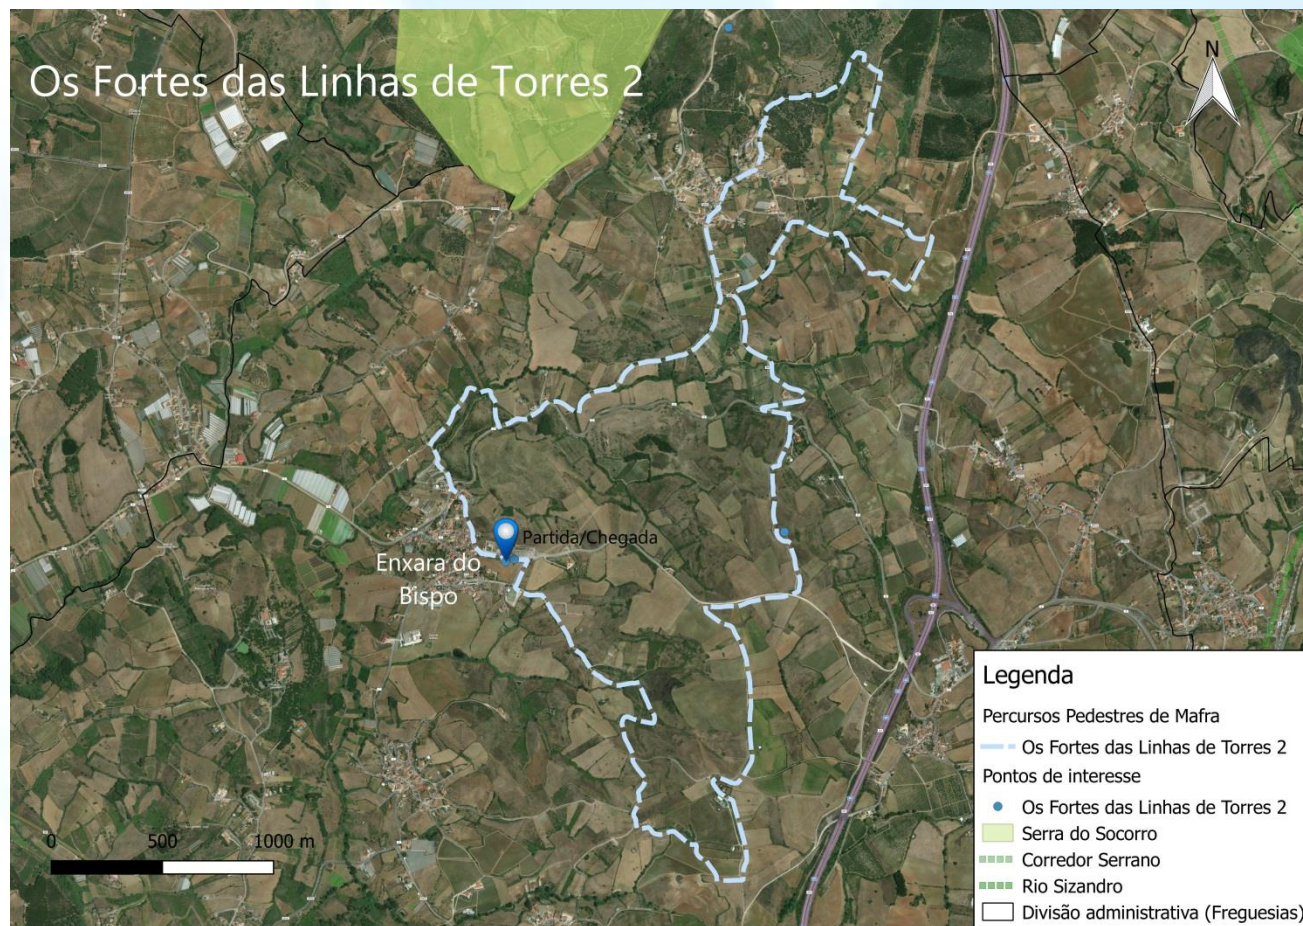 Os Fortes das Linhas de Torres 2
N
Partida/Chegada
Enxara do
Bispo
0 500 1000 m
Legenda
Percursos Pedestres de Mafra
Os Fortes das Linhas de Torres 2
Pontos de interesse
Os Fortes das Linhas de Torres 2
Serra do Socorro
Corredor Serrano
Rio Sizandro
Divisão administrativa (Freguesias)